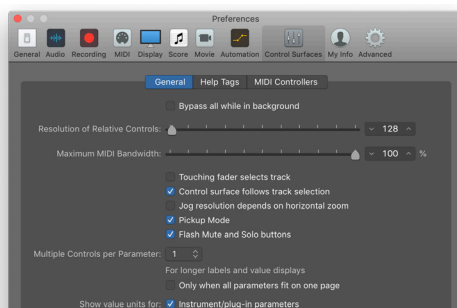 Preferences
General Audio Recording MIDI Display Score Movie Automation Control Surfaces My Info Advanced
General Help Tags MIDI Controllers
Bypass all while in background
Resolution of Relative Controls: 128
Maximum MIDI Bandwidth: 100 %
Touching fader selects track
Control surface follows track selection
Jog resolution depends on horizontal zoom
Pickup Mode
Flash Mute and Solo buttons
Multiple Controls per Parameter: 1
For longer labels and value displays
Only when all parameters fit on one page
Show value units for: Instrument/plug-in parameters